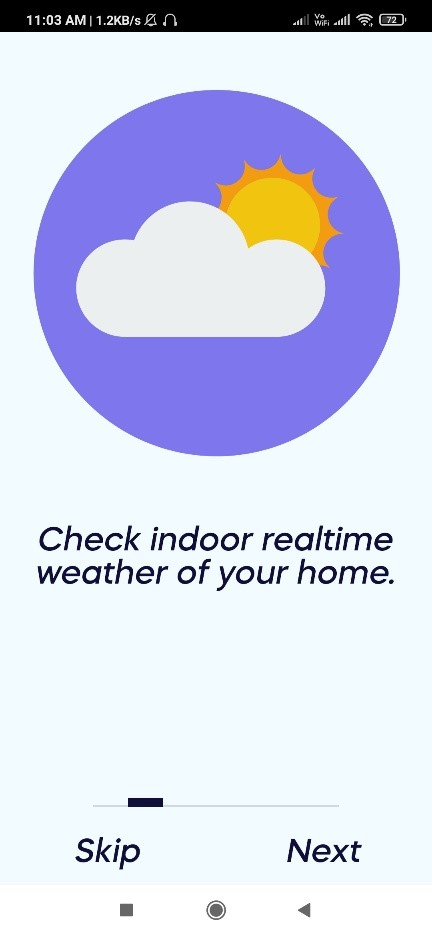 11:03 AM | 1.2KB/s Vo WiFi 72
Check indoor realtime
weather of your home.
Skip Next